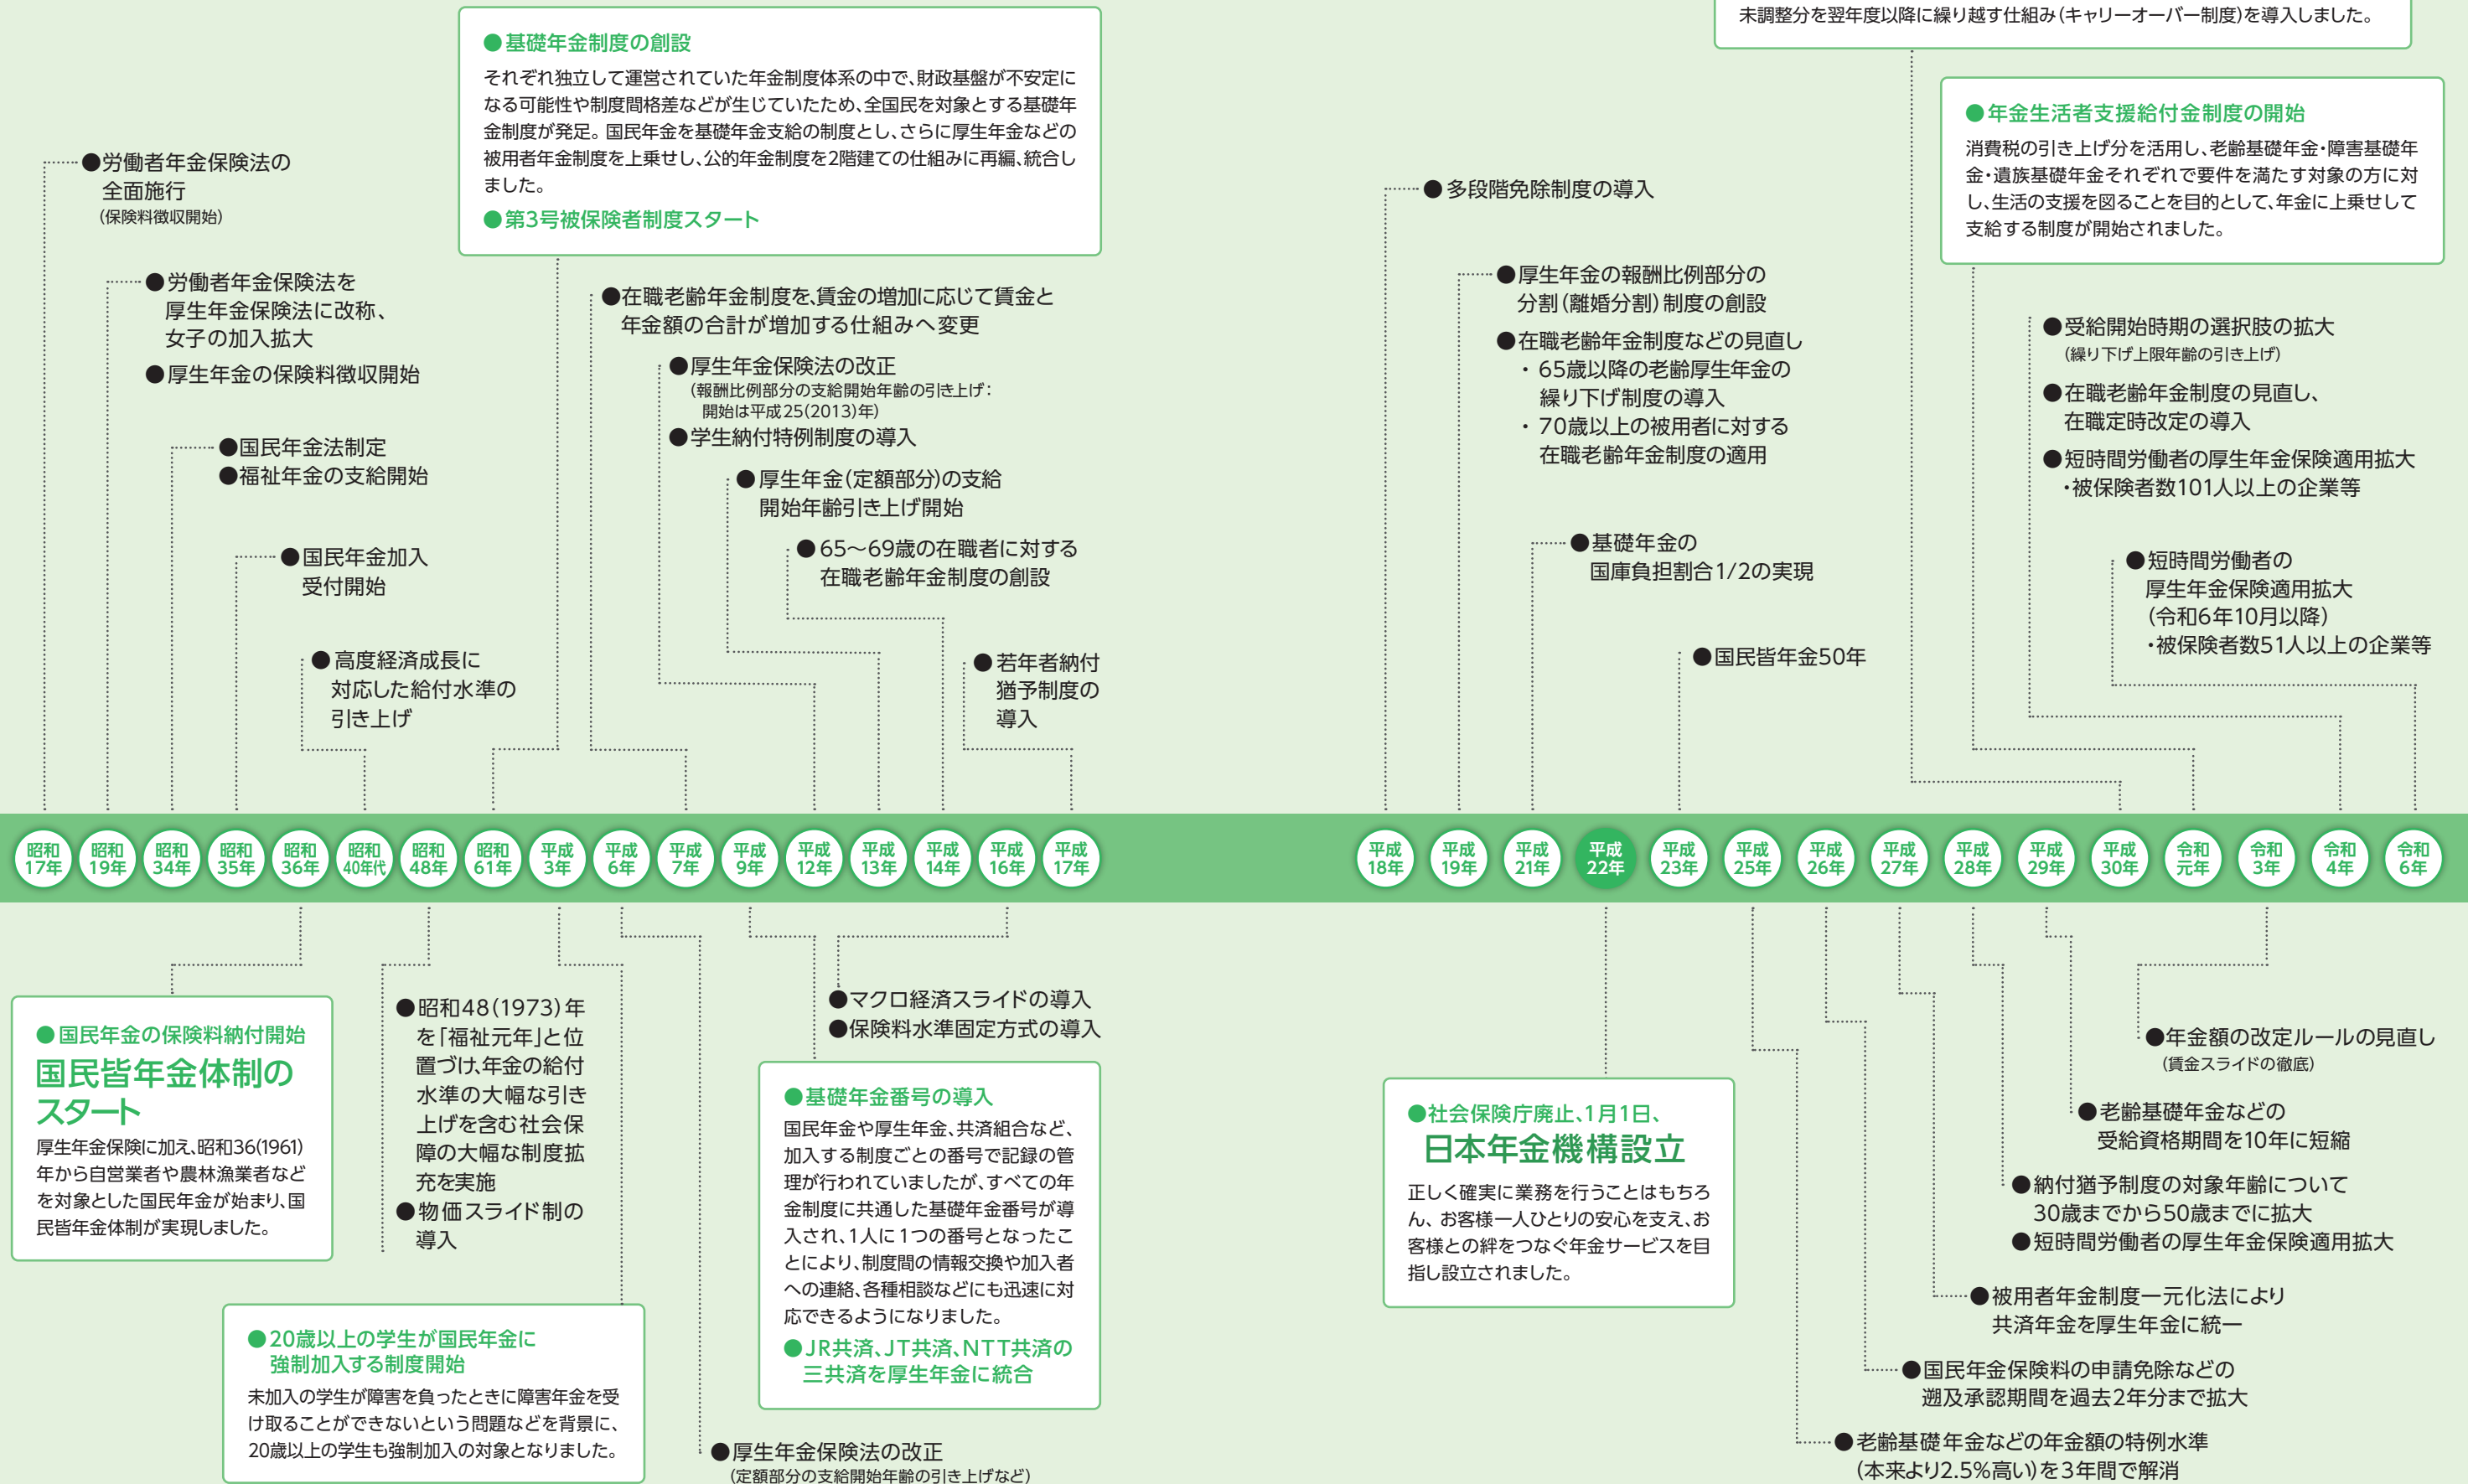 ●基礎年金制度の創設
それぞれ独立して運営されていた年金制度体系の中で、財政基盤が不安定に
なる可能性や制度間格差などが生じていたため、全国民を対象とする基礎年
金制度が発足。国民年金を基礎年金支給の制度とし、さらに厚生年金などの
被用者年金制度を上乗せし、公的年金制度を2階建ての仕組みに再編、統合し
ました。
●第3号被保険者制度スタート
●労働者年金保険法の
全面施行
(保険料徴収開始)
●労働者年金保険法を
厚生年金保険法に改称、
女子の加入拡大
●厚生年金の保険料徴収開始
●国民年金法制定
●福祉年金の支給開始
●国民年金加入
受付開始
●高度経済成長に
対応した給付水準の
引き上げ
●在職老齢年金制度を、賃金の増加に応じて賃金と
年金額の合計が増加する仕組みへ変更
●厚生年金保険法の改正
(報酬比例部分の支給開始年齢の引き上げ:
開始は平成25(2013)年)
●学生納付特例制度の導入
●厚生年金(定額部分)の支給
開始年齢引き上げ開始
●65〜69歳の在職者に対する
在職老齢年金制度の創設
●若年者納付
猶予制度の
導入
未調整分を翌年度以降に繰り越す仕組み(キャリーオーバー制度)を導入しました。
●年金生活者支援給付金制度の開始
消費税の引き上げ分を活用し、老齢基礎年金・障害基礎年
金・遺族基礎年金それぞれで要件を満たす対象の方に対
し、生活の支援を図ることを目的として、年金に上乗せして
支給する制度が開始されました。
●多段階免除制度の導入
●厚生年金の報酬比例部分の
分割(離婚分割)制度の創設
●在職老齢年金制度などの見直し
・65歳以降の老齢厚生年金の
繰り下げ制度の導入
・70歳以上の被用者に対する
在職老齢年金制度の適用
●基礎年金の
国庫負担割合1/2の実現
●国民皆年金50年
●受給開始時期の選択肢の拡大
(繰り下げ上限年齢の引き上げ)
●在職老齢年金制度の見直し、
在職定時改定の導入
●短時間労働者の厚生年金保険適用拡大
・被保険者数101人以上の企業等
●短時間労働者の
厚生年金保険適用拡大
(令和6年10月以降)
・被保険者数51人以上の企業等
昭和
17年
昭和
19年
昭和
34年
昭和
35年
昭和
36年
昭和
40年代
昭和
48年
昭和
61年
平成
3年
平成
6年
平成
7年
平成
9年
平成
12年
平成
13年
平成
14年
平成
16年
平成
17年
平成
18年
平成
19年
平成
21年
平成
22年
平成
23年
平成
25年
平成
26年
平成
27年
平成
28年
平成
29年
平成
30年
令和
元年
令和
3年
令和
4年
令和
6年
●国民年金の保険料納付開始
国民皆年金体制の
スタート
厚生年金保険に加え、昭和36(1961)
年から自営業者や農林漁業者など
を対象とした国民年金が始まり、国
民皆年金体制が実現しました。
●昭和48(1973)年
を「福祉元年」と位
置づけ、年金の給付
水準の大幅な引き
上げを含む社会保
障の大幅な制度拡
充を実施
●物価スライド制の
導入
●20歳以上の学生が国民年金に
強制加入する制度開始
未加入の学生が障害を負ったときに障害年金を受
け取ることができないという問題などを背景に、
20歳以上の学生も強制加入の対象となりました。
●厚生年金保険法の改正
(定額部分の支給開始年齢の引き上げなど)
●マクロ経済スライドの導入
●保険料水準固定方式の導入
●基礎年金番号の導入
国民年金や厚生年金、共済組合など、
加入する制度ごとの番号で記録の管
理が行われていましたが、すべての年
金制度に共通した基礎年金番号が導
入され、1人に1つの番号となったこ
とにより、制度間の情報交換や加入者
への連絡、各種相談などにも迅速に対
応できるようになりました。
●JR共済、JT共済、NTT共済の
三共済を厚生年金に統合
●社会保険庁廃止、1月1日、
日本年金機構設立
正しく確実に業務を行うことはもちろ
ん、お客様一人ひとりの安心を支え、お
客様との絆をつなぐ年金サービスを目
指し設立されました。
●年金額の改定ルールの見直し
(賃金スライドの徹底)
●老齢基礎年金などの
受給資格期間を10年に短縮
●納付猶予制度の対象年齢について
30歳までから50歳までに拡大
●短時間労働者の厚生年金保険適用拡大
●被用者年金制度一元化法により
共済年金を厚生年金に統一
●国民年金保険料の申請免除などの
遡及承認期間を過去2年分まで拡大
●老齢基礎年金などの年金額の特例水準
(本来より2.5%高い)を3年間で解消